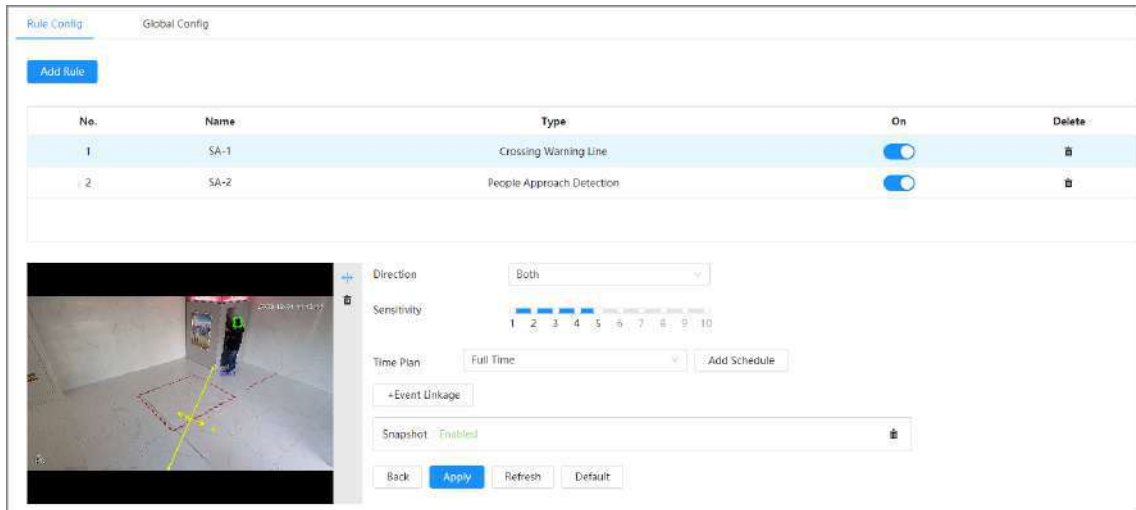 Rule Config Global Config
Add Rule
No. Name Type On Delete
1 SA-1 Crossing Warning Line
2 SA-2 People Approach Detection
Direction Both
Sensitivity
1 2 3 4 5 6 7 8 9 10
Time Plan Full Time Add Schedule
+Event Linkage
Snapshot Enabled
Back Apply Refresh Default